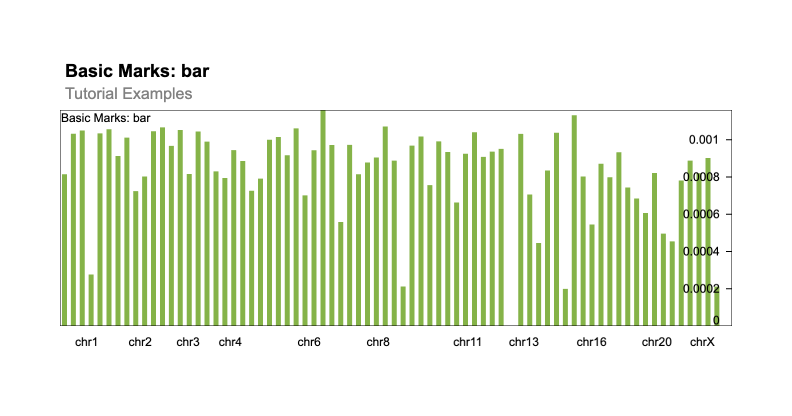 Basic Marks: bar
Tutorial Examples
Basic Marks: bar
0.001
0.0008
0.0006
0.0004
0.0002
0
chr1 chr2 chr3 chr4 chr6 chr8 chr11 chr13 chr16 chr20 chrX